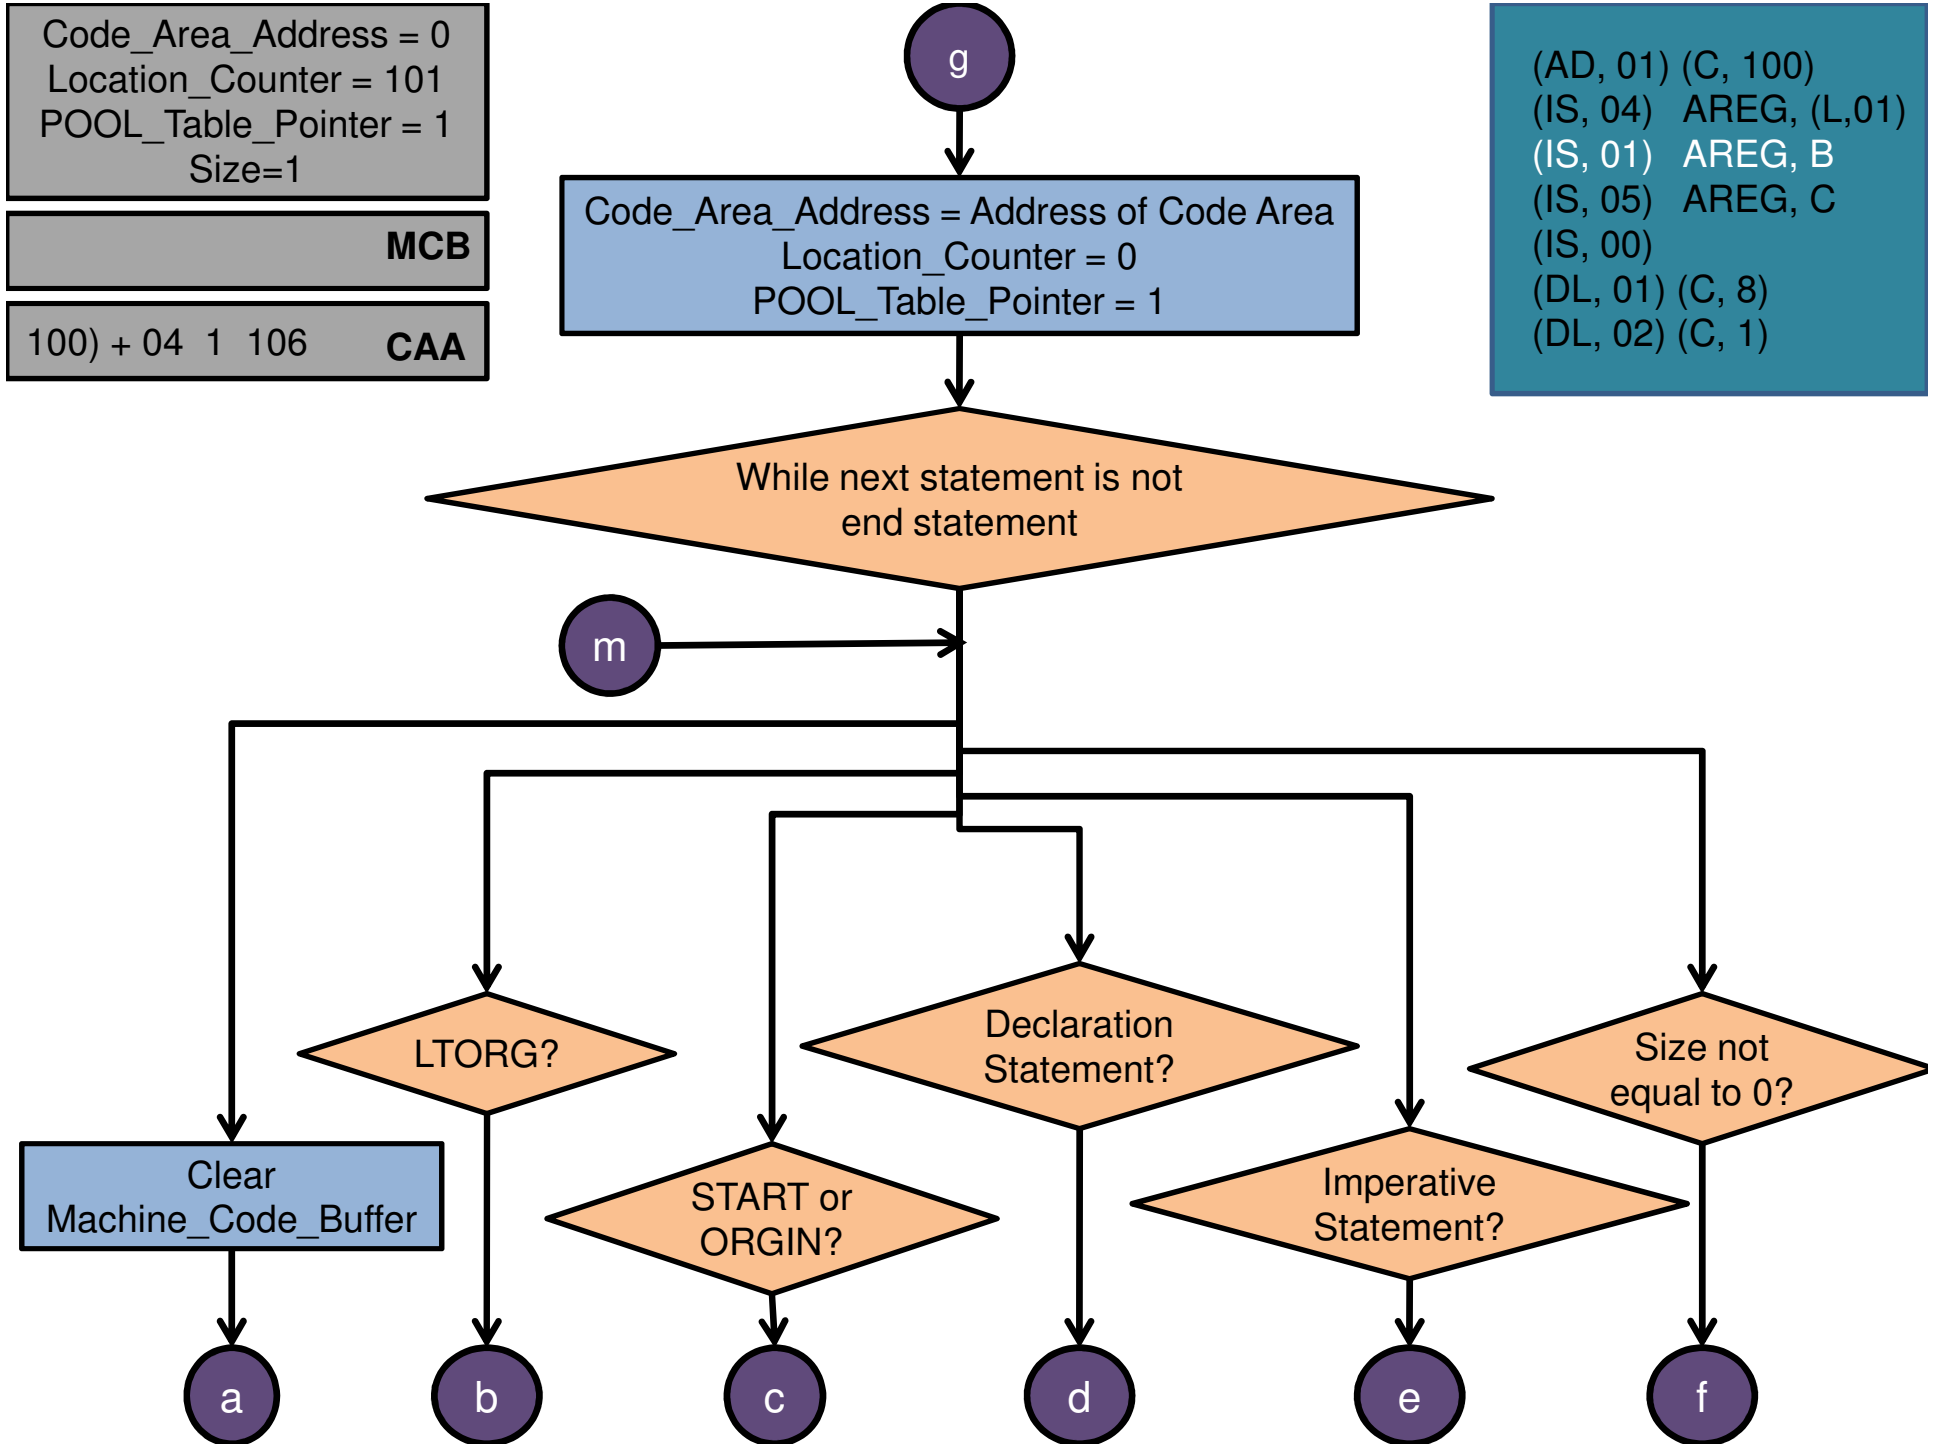 Code_Area_Address = 0
Location_Counter = 101
POOL_Table_Pointer = 1
Size=1
MCB
100) + 04 1 106 CAA
g
Code_Area_Address = Address of Code Area
Location_Counter = 0
POOL_Table_Pointer = 1
(AD, 01) (C, 100)
(IS, 04) AREG, (L,01)
(IS, 01) AREG, B
(IS, 05) AREG, C
(IS, 00)
(DL, 01) (C, 8)
(DL, 02) (C, 1)
While next statement is not
end statement
m
Clear
Machine_Code_Buffer
LTORG?
START or
ORGIN?
Declaration
Statement?
Imperative
Statement?
Size not
equal to 0?
a
b
c
d
e
f